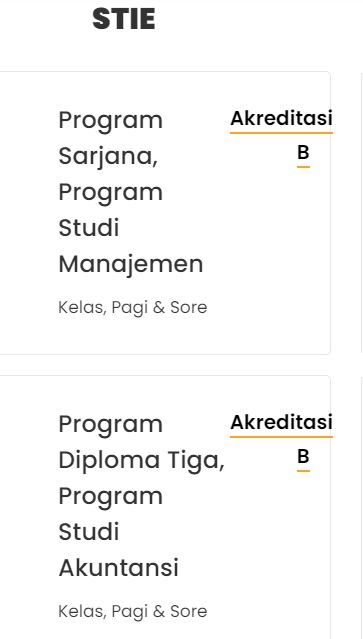 STIE
Program
Sarjana,
Program
Studi
Manajemen
Akreditasi
B
Kelas, Pagi & Sore
Program
Diploma Tiga,
Program
Studi
Akuntansi
Akreditasi
B
Kelas, Pagi & Sore